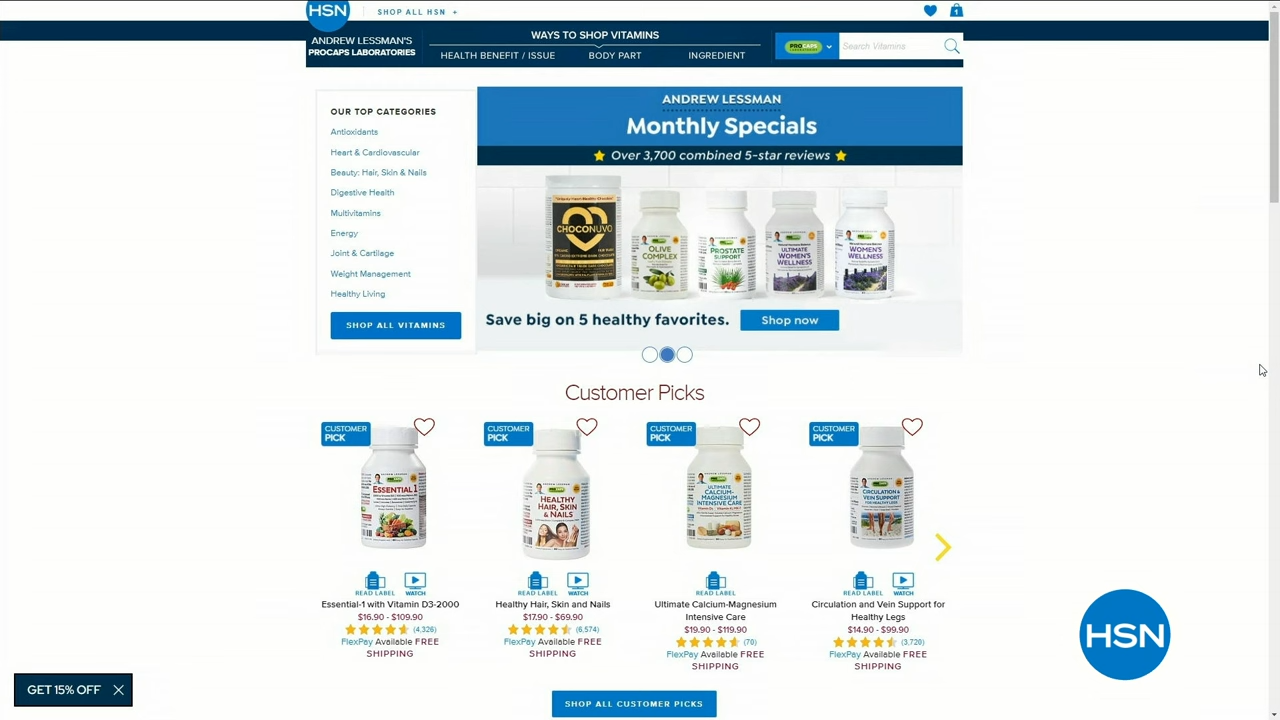 HSN
SHOP ALL HSN +
1
ANDREW LESSMAN'S
PROCAPS LABORATORIES
WAYS TO SHOP VITAMINS
HEALTH BENEFIT / ISSUE
BODY PART
INGREDIENT
PROCAPS
Search Vitamins
OUR TOP CATEGORIES
Antioxidants
Heart & Cardiovascular
Beauty: Hair, Skin & Nails
Digestive Health
Multivitamins
Energy
Joint & Cartilage
Weight Management
Healthy Living
SHOP ALL VITAMINS
ANDREW LESSMAN
Monthly Specials
Over 3,700 combined 5-star reviews
CHOCONUVO
OLIVE
COMPLEX
PROSTATE
SUPPORT
ULTIMATE
WOMEN'S
WELLNESS
WOMEN'S
WELLNESS
Save big on 5 healthy favorites.
Shop now
Customer Picks
CUSTOMER
PICK
ESSENTIAL 1
READ LABEL
WATCH
Essential-1 with Vitamin D3-2000
$16.90 - $109.90
(4,326)
FlexPay Available FREE
SHIPPING
CUSTOMER
PICK
HEALTHY
HAIR, SKIN
& NAILS
READ LABEL
WATCH
Healthy Hair, Skin and Nails
$17.90 - $69.90
(6,574)
FlexPay Available FREE
SHIPPING
CUSTOMER
PICK
ULTIMATE
CALCIUM-
MAGNESIUM
INTENSIVE CARE
READ LABEL
Ultimate Calcium-Magnesium
Intensive Care
$19.90 - $119.90
(70)
FlexPay Available FREE
SHIPPING
CUSTOMER
PICK
CIRCULATION &
VEIN SUPPORT
FOR HEALTHY LEGS
READ LABEL
WATCH
Circulation and Vein Support for
Healthy Legs
$14.90 - $99.90
(3,720)
FlexPay Available FREE
SHIPPING
SHOP ALL CUSTOMER PICKS
GET 15% OFF
HSN